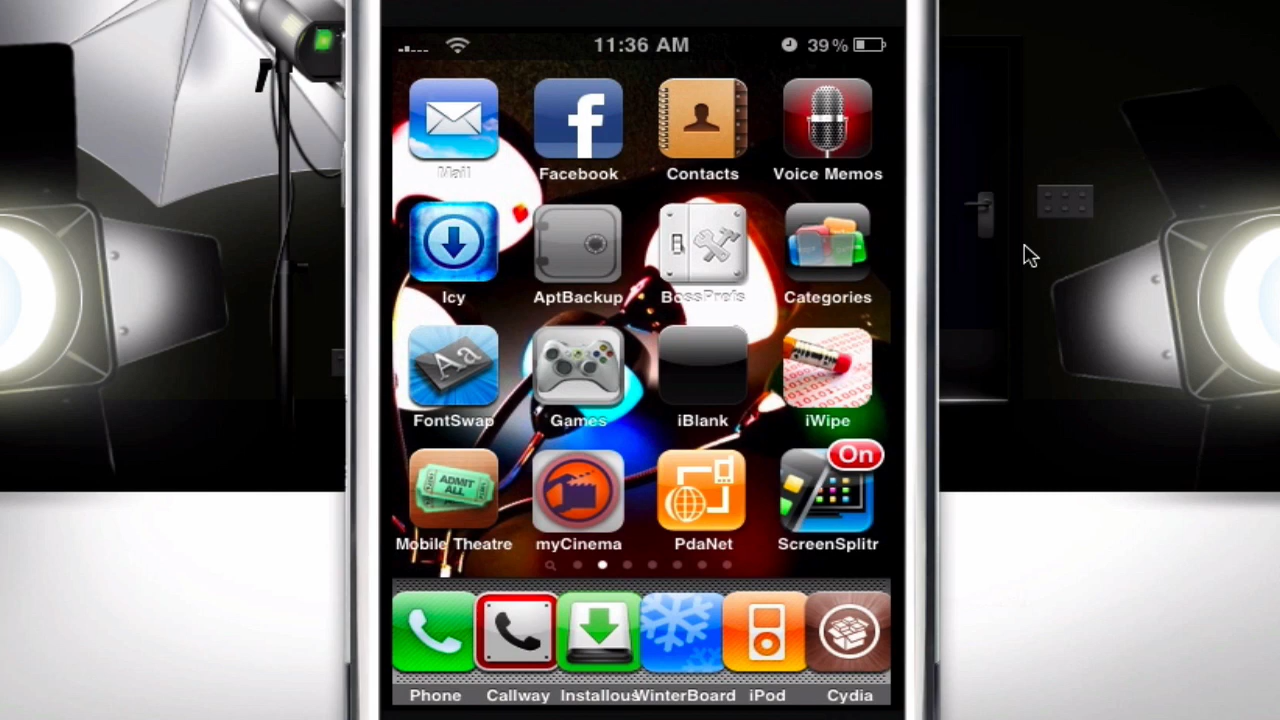 11:36 AM 39%
f
Mail Facebook Contacts Voice Memos
Icy AptBackup BossPrefs Categories
Aa
FontSwap Games iBlank iWipe
On
ADMIT
ALL
Mobile Theatre myCinema PdaNet ScreenSplitr
Phone Callway Installous WinterBoard iPod Cydia